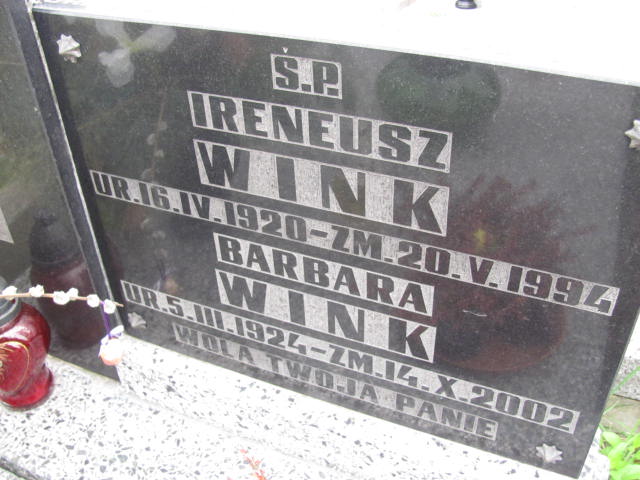 Ś.P.
IRENEUSZ
WINK
UR.16.IV.1920-ZM.20.V.1994
BARBARA
WINK
UR.5.III.1924-ZM.14.X.2002
WOLA TWOJA PANIE